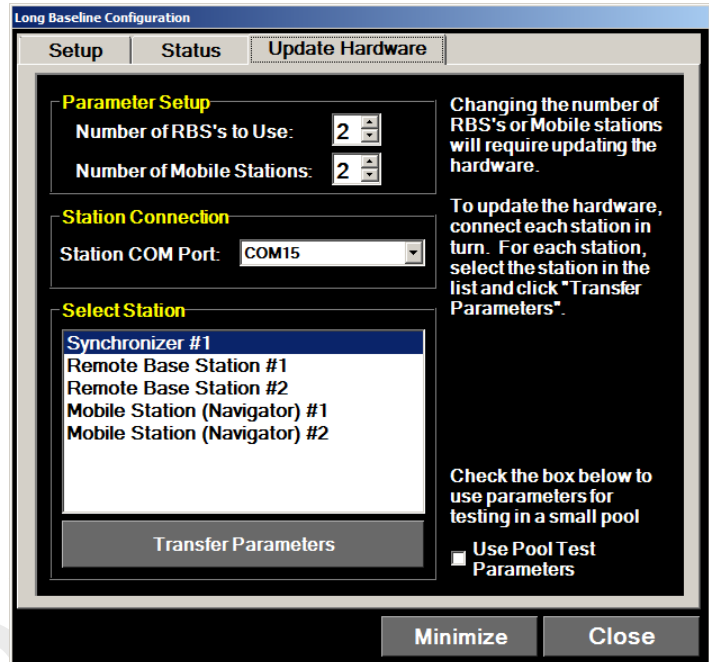 Long Baseline Configuration
Setup
Status
Update Hardware
Parameter Setup
Number of RBS's to Use:
2
Number of Mobile Stations:
2
Station Connection
Station COM Port:
COM15
Select Station
Synchronizer #1
Remote Base Station #1
Remote Base Station #2
Mobile Station (Navigator) #1
Mobile Station (Navigator) #2
Transfer Parameters
Changing the number of
RBS's or Mobile stations
will require updating the
hardware.
To update the hardware,
connect each station in
turn. For each station,
select the station in the
list and click "Transfer
Parameters".
Check the box below to
use parameters for
testing in a small pool
Use Pool Test
Parameters
Minimize
Close